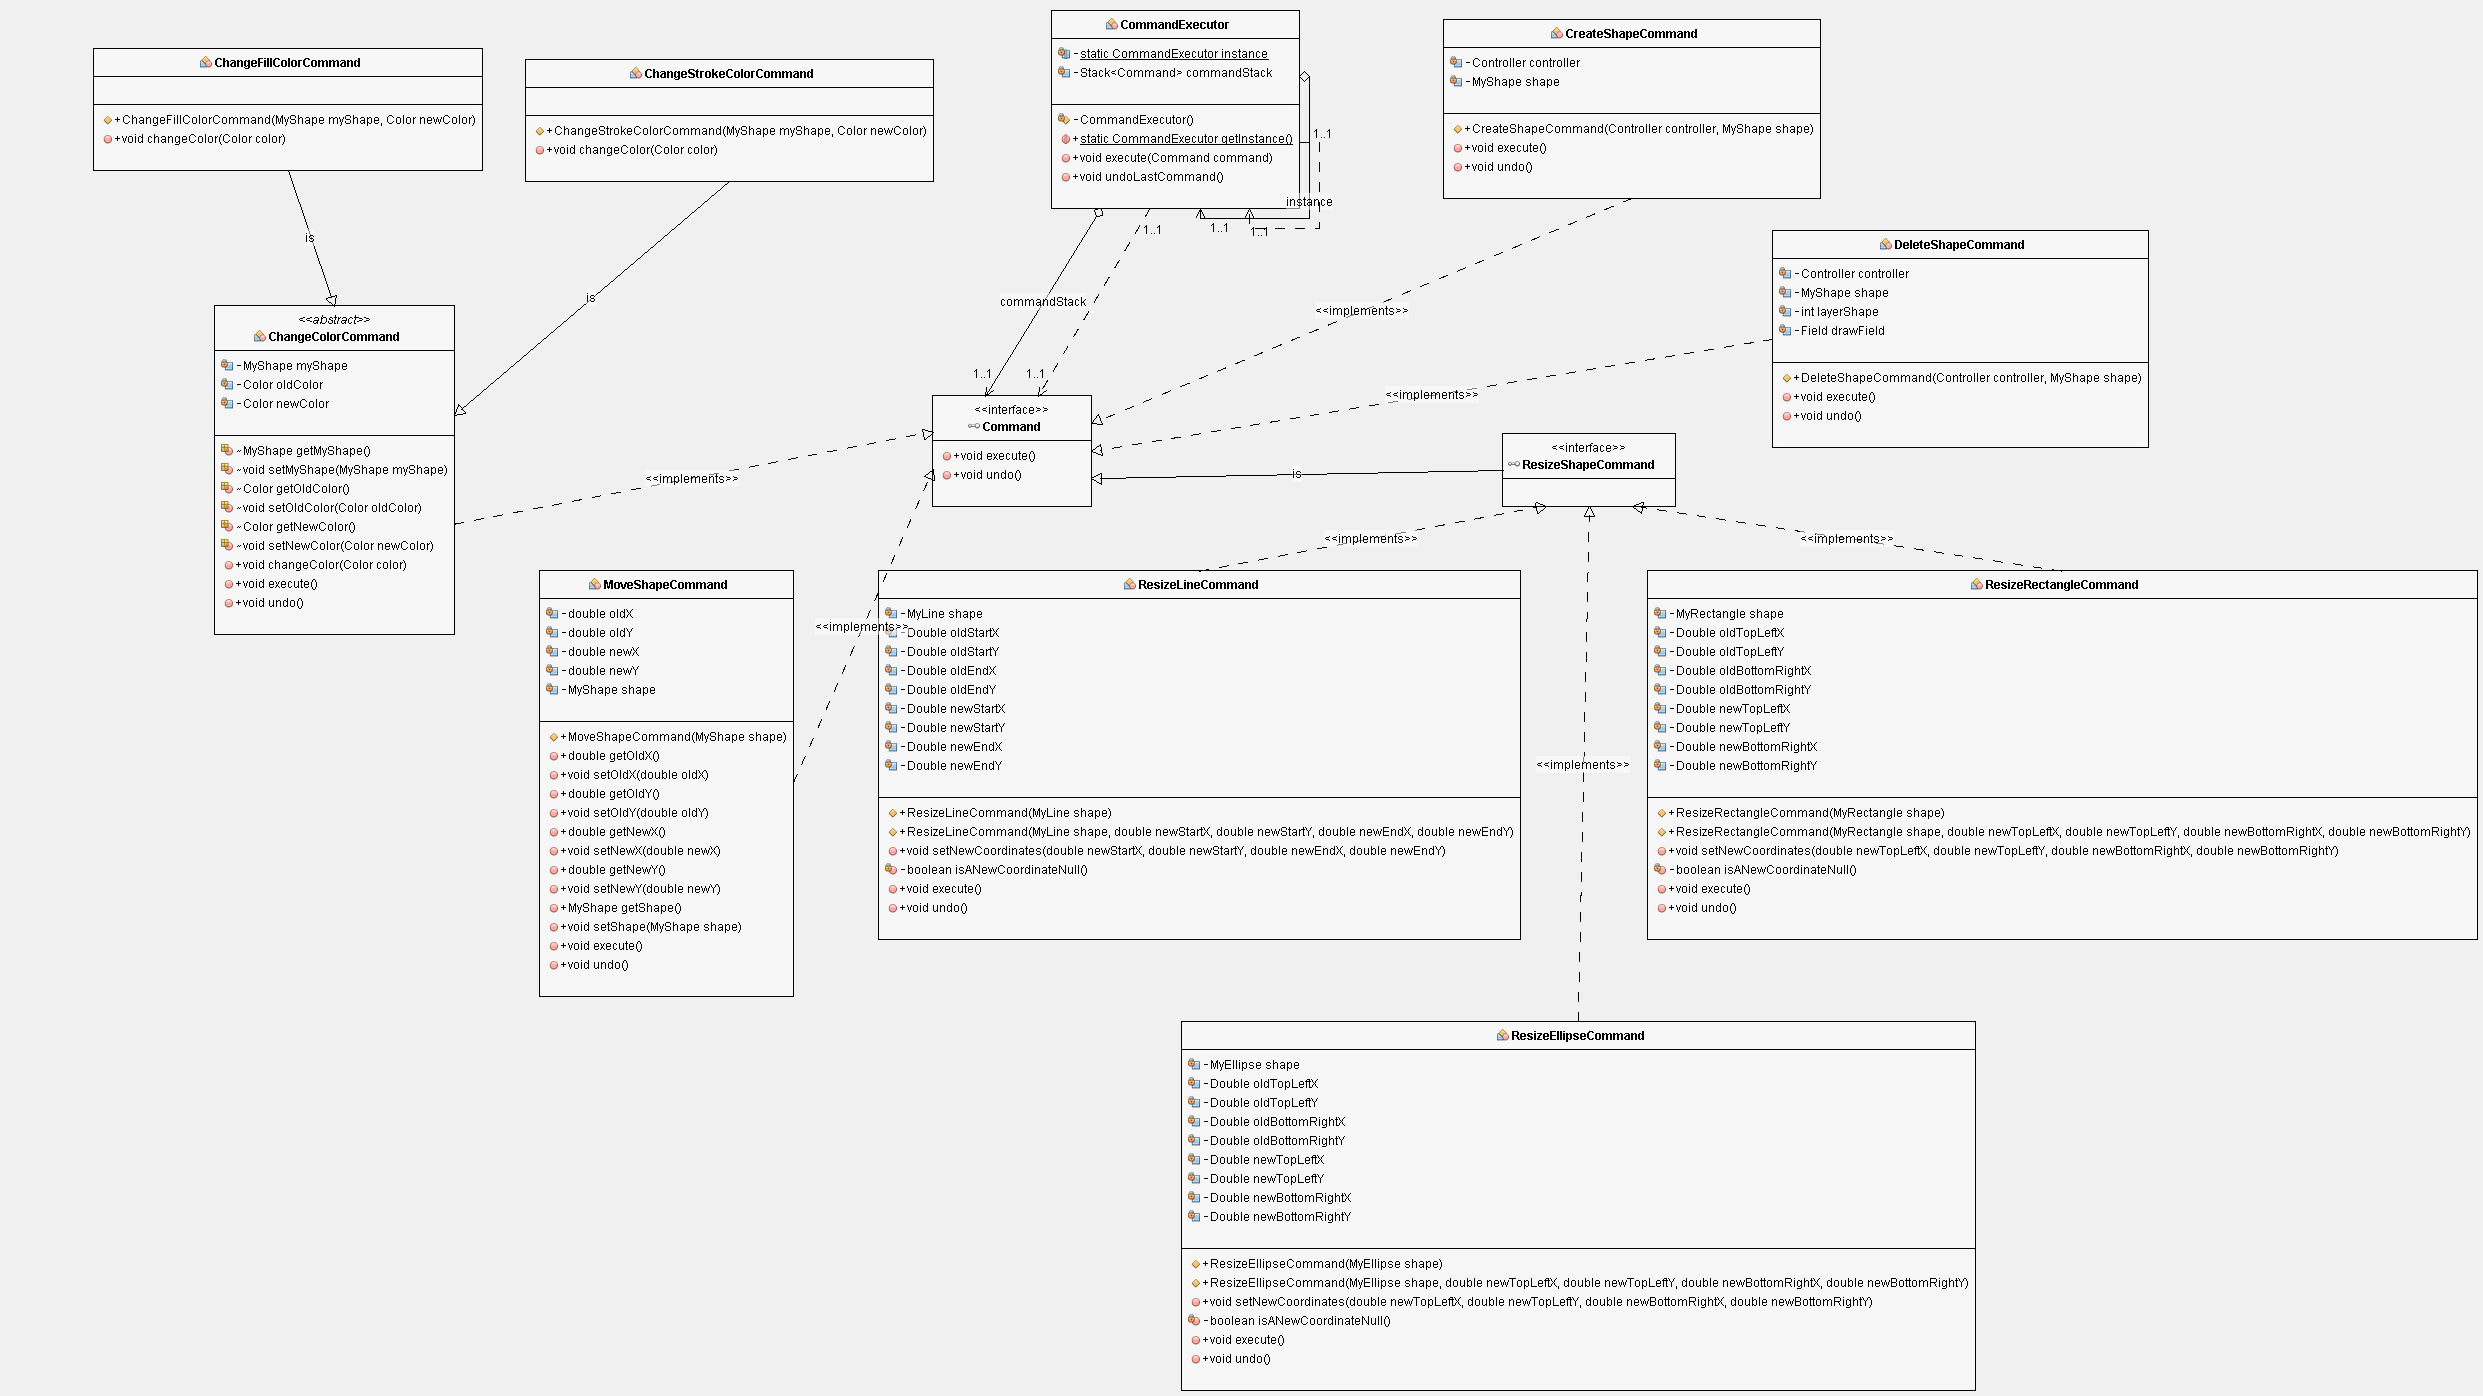 ChangeFillColorCommand
+ChangeFillColorCommand(MyShape myShape, Color newColor)
+void changeColor(Color color)
ChangeStrokeColorCommand
+ChangeStrokeColorCommand(MyShape myShape, Color newColor)
+void changeColor(Color color)
CommandExecutor
-static CommandExecutor instance
-Stack<Command> commandStack
-CommandExecutor()
+static CommandExecutor getInstance()
+void execute(Command command)
+void undoLastCommand()
1..1
instance
1..1
1..1
1..1
CreateShapeCommand
-Controller controller
-MyShape shape
+CreateShapeCommand(Controller controller, MyShape shape)
+void execute()
+void undo()
DeleteShapeCommand
-Controller controller
-MyShape shape
-int layerShape
-Field drawField
+DeleteShapeCommand(Controller controller, MyShape shape)
+void execute()
+void undo()
is
is
commandStack
<<implements>>
<<implements>>
1..1
1..1
<<abstract>>
ChangeColorCommand
-MyShape myShape
-Color oldColor
-Color newColor
~MyShape getMyShape()
~void setMyShape(MyShape myShape)
~Color getOldColor()
~void setOldColor(Color oldColor)
~Color getNewColor()
~void setNewColor(Color newColor)
+void changeColor(Color color)
+void execute()
+void undo()
<<implements>>
<<interface>>
Command
+void execute()
+void undo()
is
<<interface>>
ResizeShapeCommand
<<implements>>
<<implements>>
MoveShapeCommand
-double oldX
-double oldY
-double newX
-double newY
-MyShape shape
+MoveShapeCommand(MyShape shape)
+double getOldX()
+void setOldX(double oldX)
+double getOldY()
+void setOldY(double oldY)
+double getNewX()
+void setNewX(double newX)
+double getNewY()
+void setNewY(double newY)
+MyShape getShape()
+void setShape(MyShape shape)
+void execute()
+void undo()
<<implements>>
ResizeLineCommand
-MyLine shape
-Double oldStartX
-Double oldStartY
-Double oldEndX
-Double oldEndY
-Double newStartX
-Double newStartY
-Double newEndX
-Double newEndY
+ResizeLineCommand(MyLine shape)
+ResizeLineCommand(MyLine shape, double newStartX, double newStartY, double newEndX, double newEndY)
+void setNewCoordinates(double newStartX, double newStartY, double newEndX, double newEndY)
-boolean isANewCoordinateNull()
+void execute()
+void undo()
<<implements>>
ResizeRectangleCommand
-MyRectangle shape
-Double oldTopLeftX
-Double oldTopLeftY
-Double oldBottomRightX
-Double oldBottomRightY
-Double newTopLeftX
-Double newTopLeftY
-Double newBottomRightX
-Double newBottomRightY
+ResizeRectangleCommand(MyRectangle shape)
+ResizeRectangleCommand(MyRectangle shape, double newTopLeftX, double newTopLeftY, double newBottomRightX, double newBottomRightY)
+void setNewCoordinates(double newTopLeftX, double newTopLeftY, double newBottomRightX, double newBottomRightY)
-boolean isANewCoordinateNull()
+void execute()
+void undo()
ResizeEllipseCommand
-MyEllipse shape
-Double oldTopLeftX
-Double oldTopLeftY
-Double oldBottomRightX
-Double oldBottomRightY
-Double newTopLeftX
-Double newTopLeftY
-Double newBottomRightX
-Double newBottomRightY
+ResizeEllipseCommand(MyEllipse shape)
+ResizeEllipseCommand(MyEllipse shape, double newTopLeftX, double newTopLeftY, double newBottomRightX, double newBottomRightY)
+void setNewCoordinates(double newTopLeftX, double newTopLeftY, double newBottomRightX, double newBottomRightY)
-boolean isANewCoordinateNull()
+void execute()
+void undo()